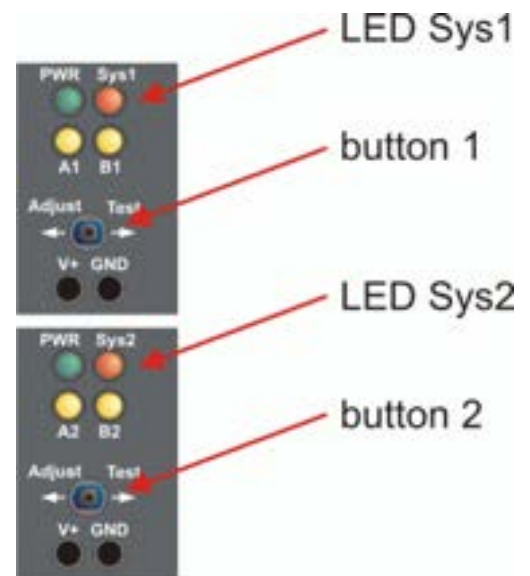 LED Sys1
PWR Sys1
button 1
A1 B1
Adjust Test
V+ GND
LED Sys2
PWR Sys2
button 2
A2 B2
Adjust Test
V+ GND